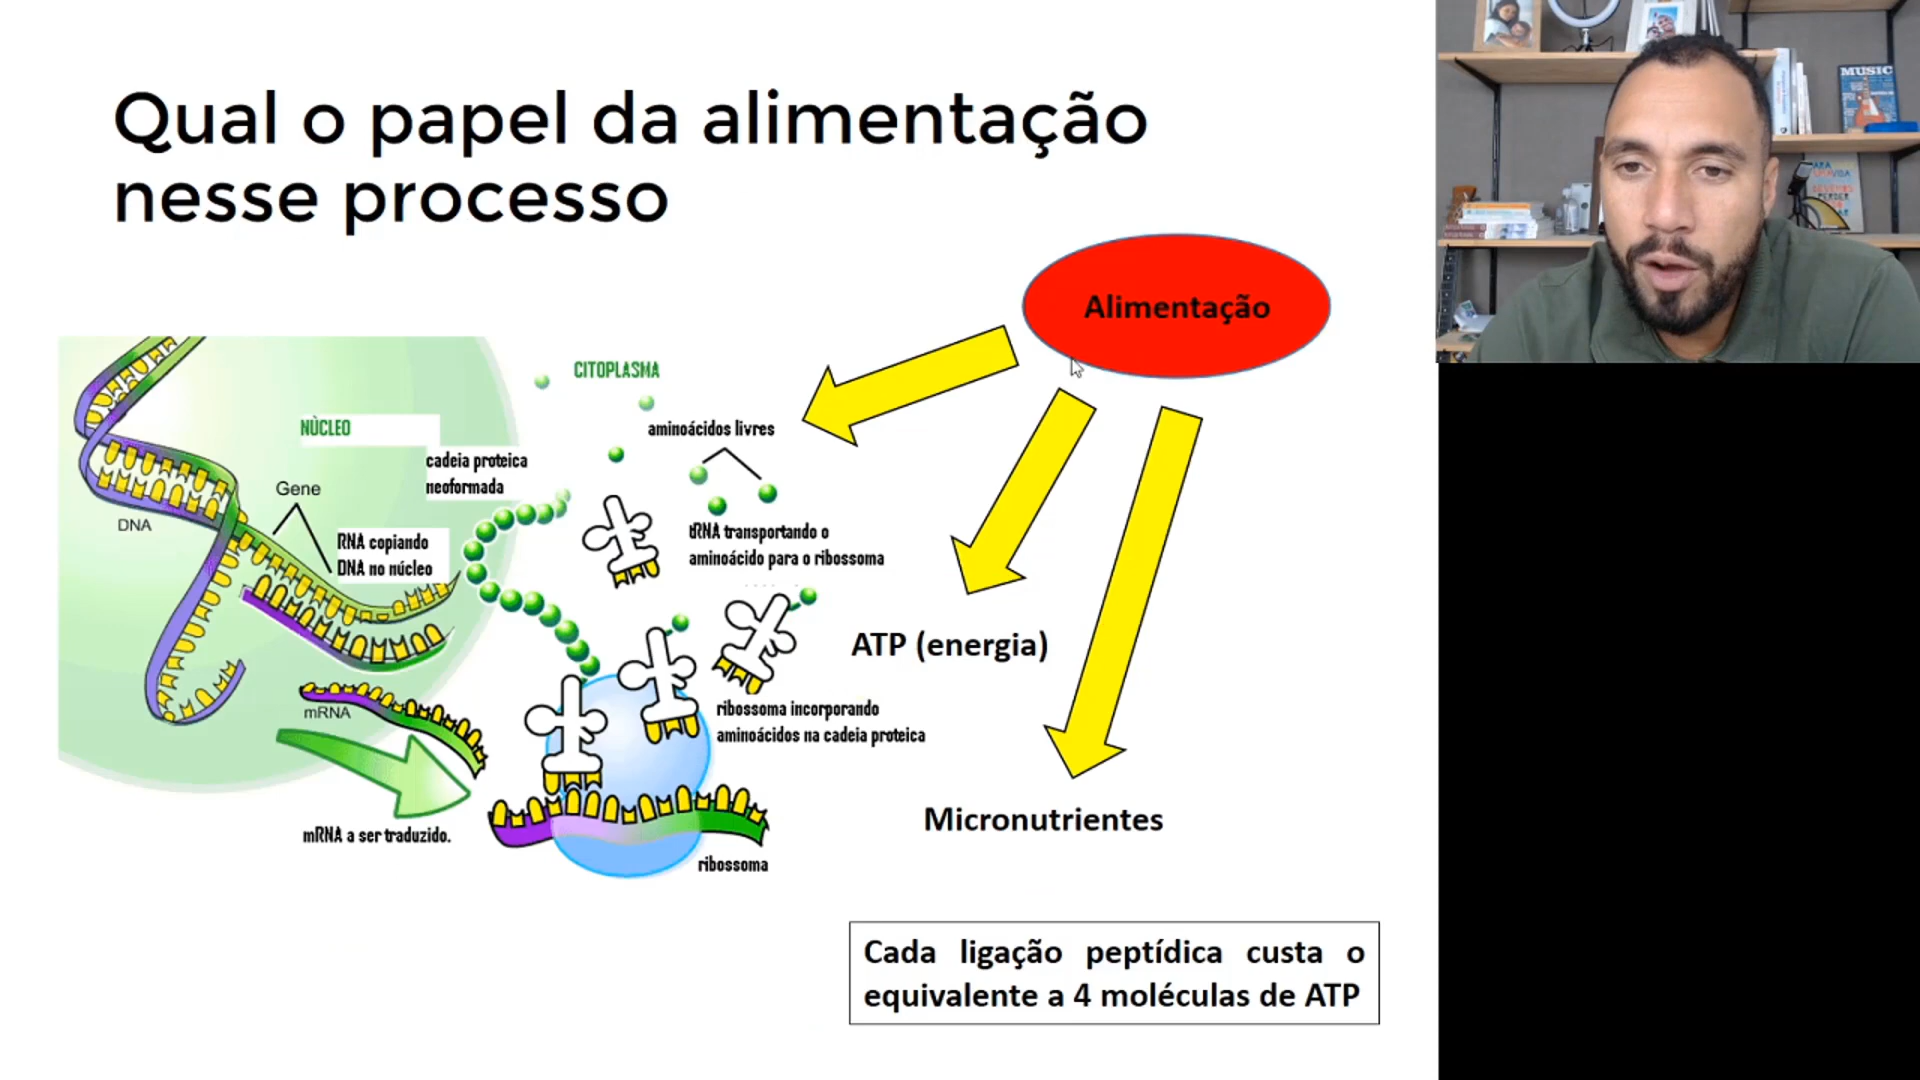 Qual o papel da alimentação
nesse processo
Alimentação
CITOPLASMA
NÙCLEO
aminoácidos livres
cadeia proteica
neoformada
Gene
DNA
RNA copiando
DNA no núcleo
tRNA transportando o
aminoácido para o ribossoma
ATP (energia)
mRNA
ribossoma incorporando
aminoácidos na cadeia proteica
Micronutrientes
mRNA a ser traduzido.
ribossoma
Cada ligação peptídica custa o
equivalente a 4 moléculas de ATP
MUSIC